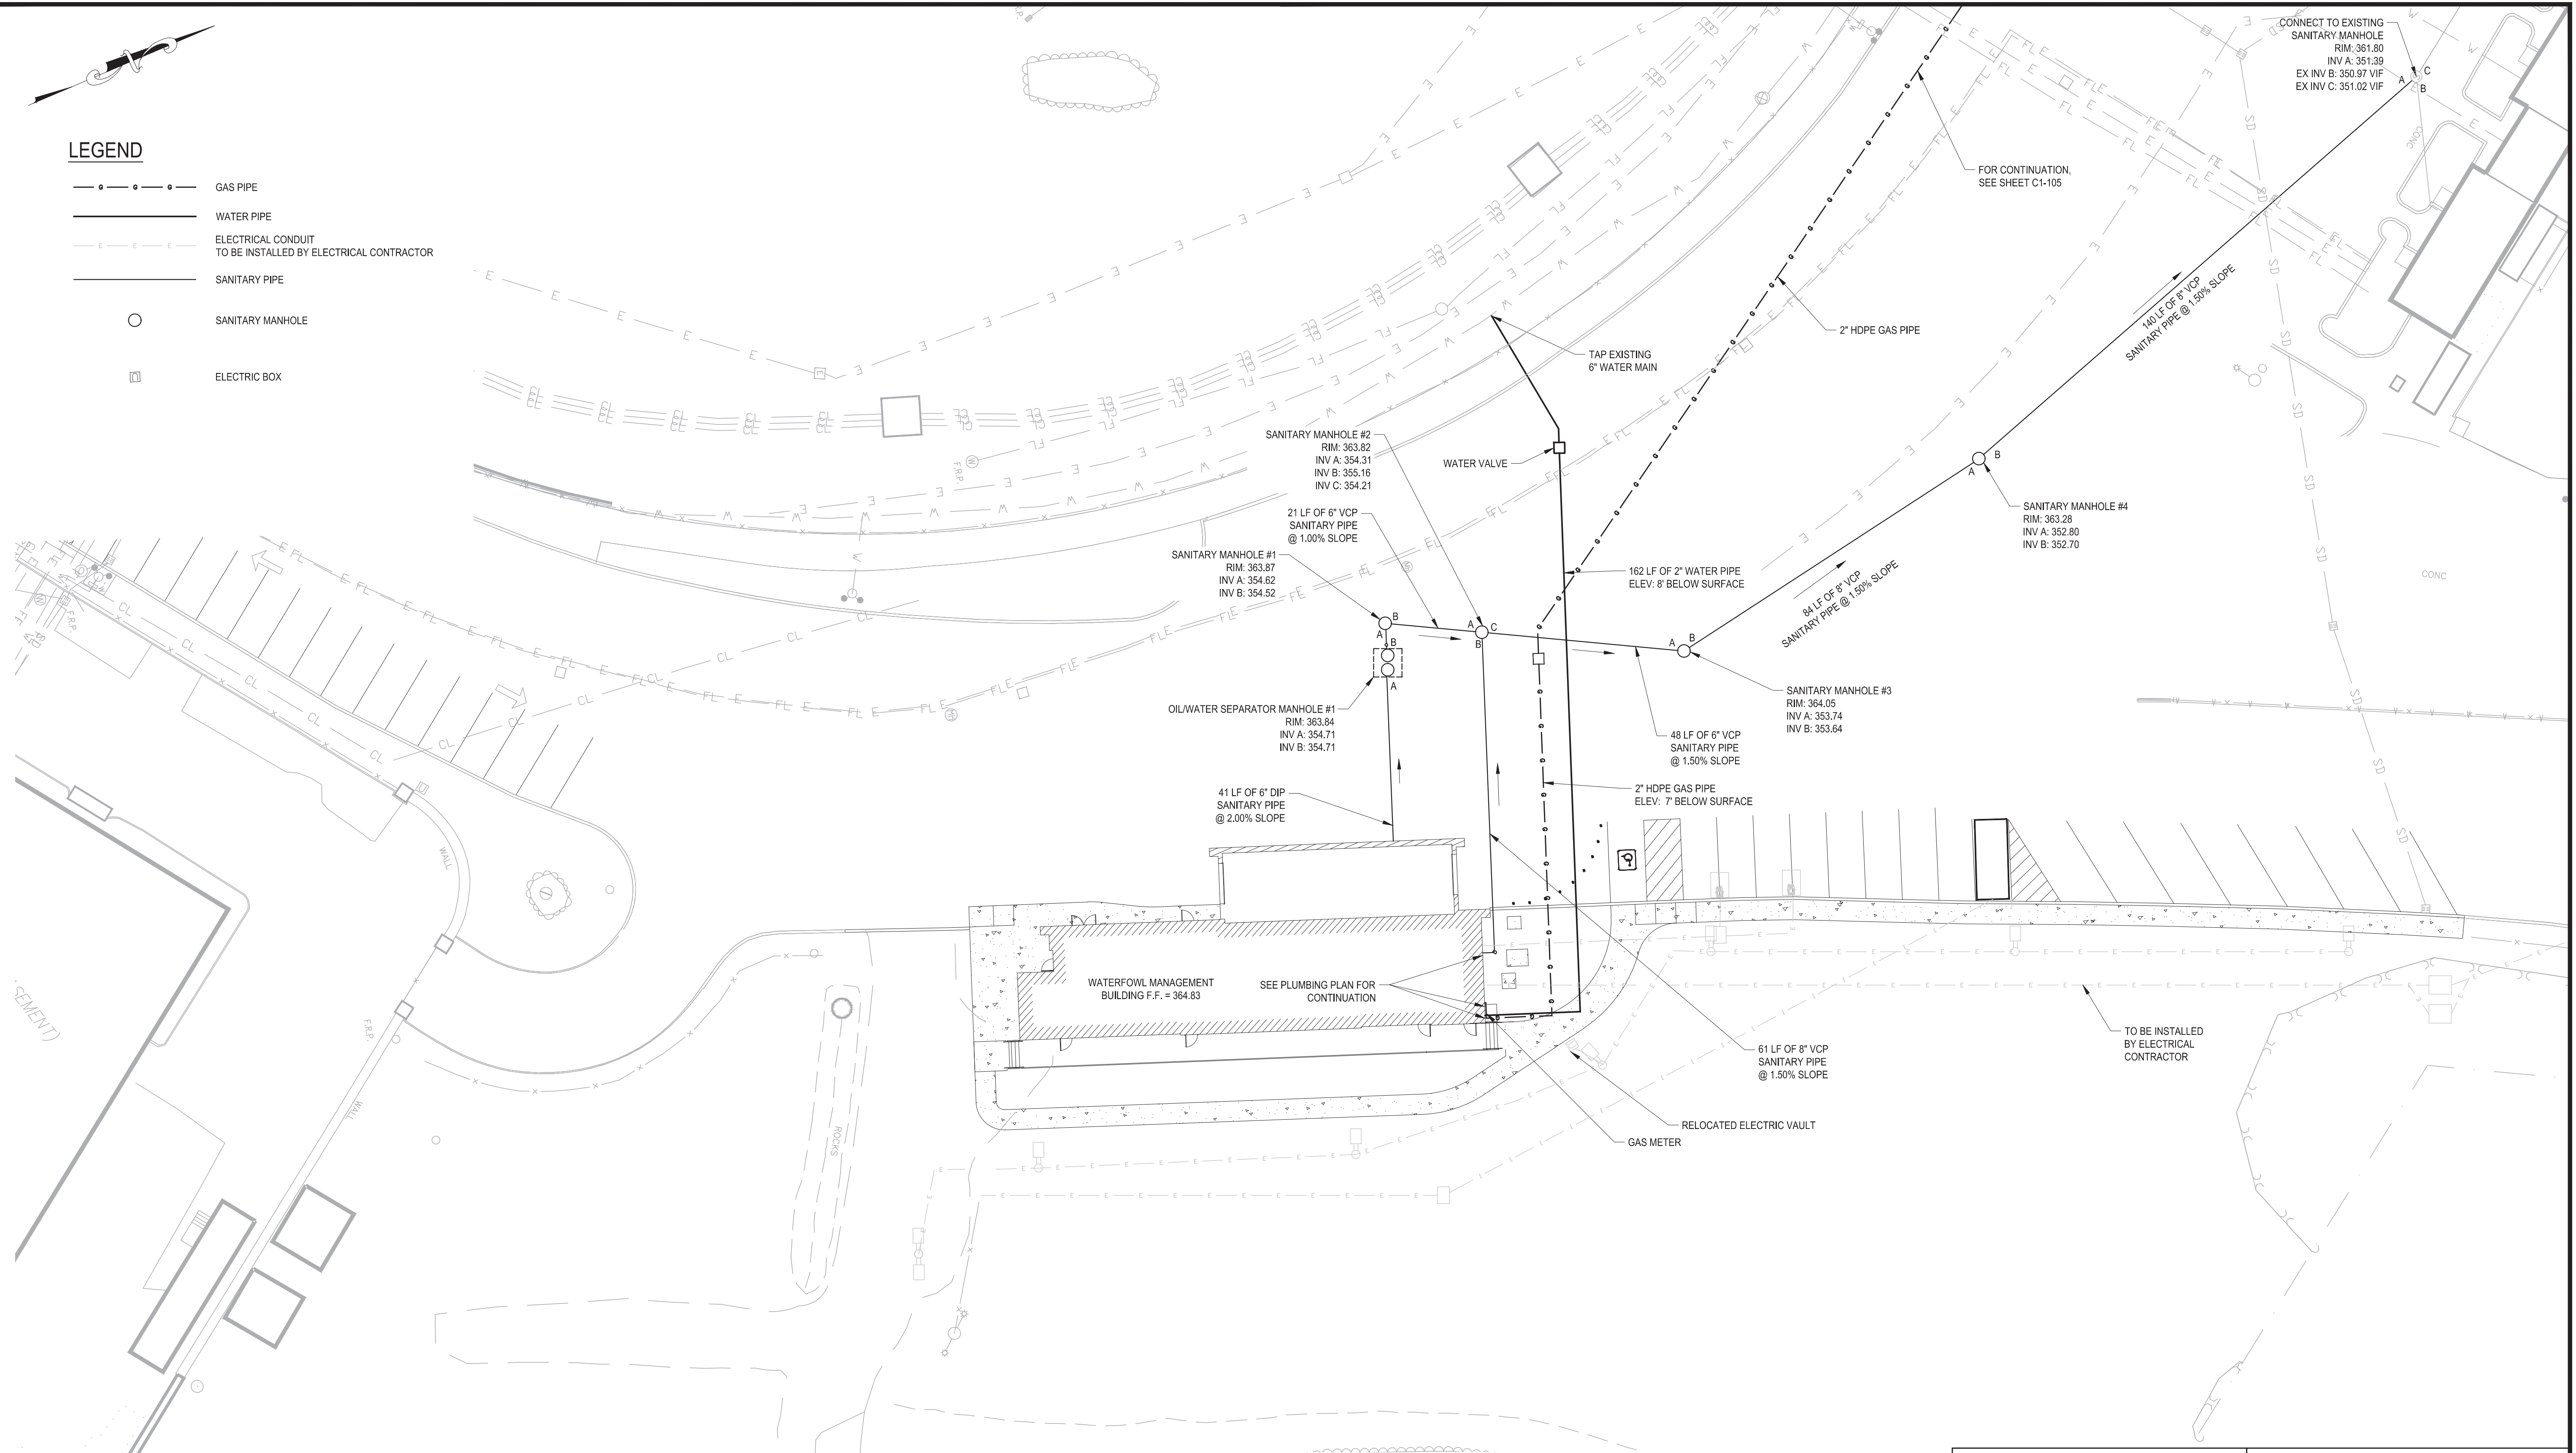 N
LEGEND
GAS PIPE
WATER PIPE
ELECTRICAL CONDUIT
TO BE INSTALLED BY ELECTRICAL CONTRACTOR
SANITARY PIPE
SANITARY MANHOLE
ELECTRIC BOX
CONNECT TO EXISTING
SANITARY MANHOLE
RIM: 361.80
INV A: 351.39
EX INV B: 350.97 VIF
EX INV C: 351.02 VIF
A
C
B
CONC
FOR CONTINUATION,
SEE SHEET C1-105
2" HDPE GAS PIPE
140 LF OF 8" VCP
SANITARY PIPE @ 1.50% SLOPE
TAP EXISTING
6" WATER MAIN
SANITARY MANHOLE #2
RIM: 363.82
INV A: 354.31
INV B: 355.16
INV C: 354.21
WATER VALVE
F.R.P.
21 LF OF 6" VCP
SANITARY PIPE
@ 1.00% SLOPE
A
B
SANITARY MANHOLE #4
RIM: 363.28
INV A: 352.80
INV B: 352.70
SANITARY MANHOLE #1
RIM: 363.87
INV A: 354.62
INV B: 354.52
162 LF OF 2" WATER PIPE
ELEV: 8' BELOW SURFACE
84 LF OF 8" VCP
SANITARY PIPE @ 1.50% SLOPE
CONC
F.R.P.
B
A
A
C
B
A
B
B
A
SANITARY MANHOLE #3
RIM: 364.05
INV A: 353.74
INV B: 353.64
OIL/WATER SEPARATOR MANHOLE #1
RIM: 363.84
INV A: 354.71
INV B: 354.71
48 LF OF 6" VCP
SANITARY PIPE
@ 1.50% SLOPE
2" HDPE GAS PIPE
ELEV: 7' BELOW SURFACE
41 LF OF 6" DIP
SANITARY PIPE
@ 2.00% SLOPE
WALL
WATERFOWL MANAGEMENT
BUILDING F.F. = 364.83
SEE PLUMBING PLAN FOR
CONTINUATION
SEMENT)
F.R.P.
TO BE INSTALLED
BY ELECTRICAL
CONTRACTOR
61 LF OF 8" VCP
SANITARY PIPE
@ 1.50% SLOPE
WALL
ROCKS
RELOCATED ELECTRIC VAULT
GAS METER